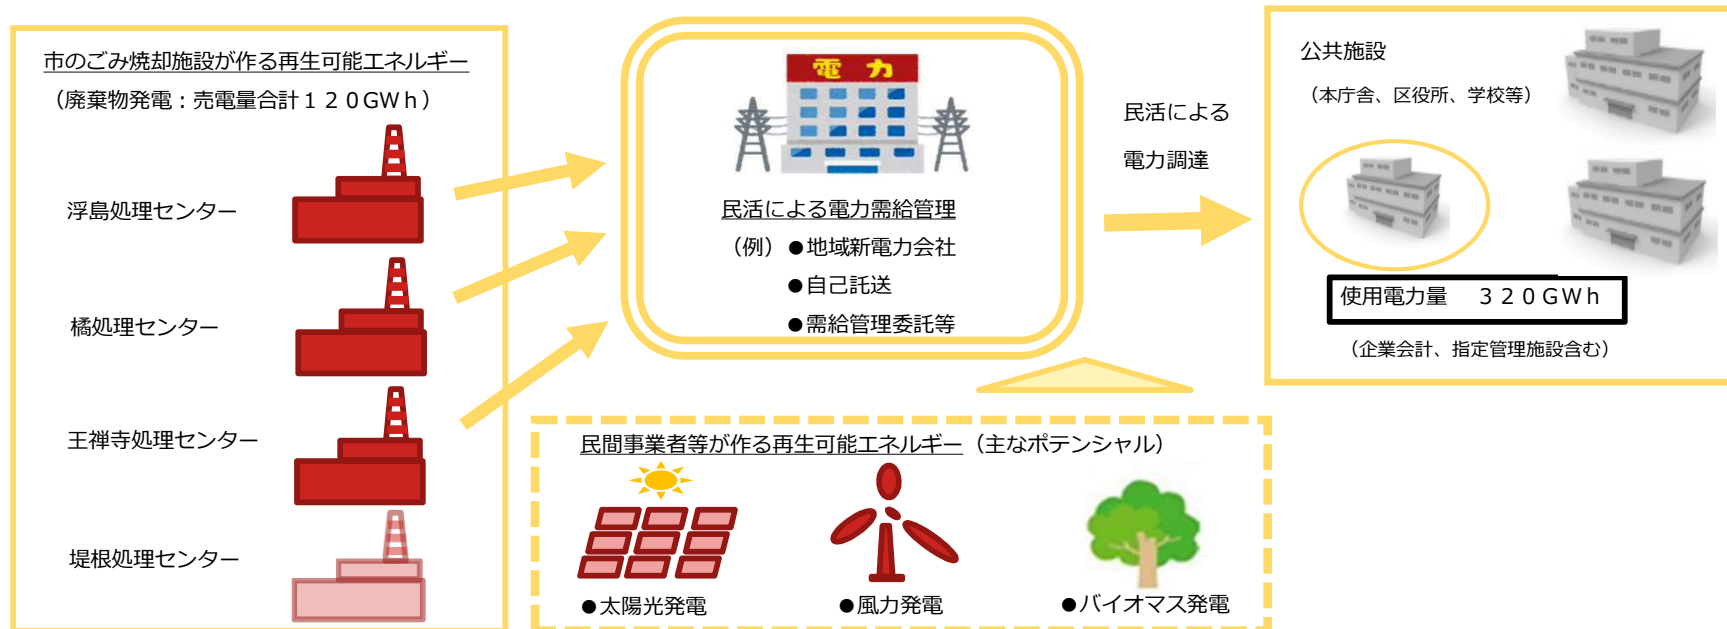 市のごみ焼却施設が作る再生可能エネルギー
（廃棄物発電：売電量合計１２０GWｈ）
浮島処理センター
橘処理センター
王禅寺処理センター
堤根処理センター
電力
民活による電力需給管理
（例）●地域新電力会社
●自己託送
●需給管理委託等
民活による
電力調達
公共施設
（本庁舎、区役所、学校等）
使用電力量　３２０GWｈ
（企業会計、指定管理施設含む）
民間事業者等が作る再生可能エネルギー（主なポテンシャル）
●太陽光発電
●風力発電
●バイオマス発電